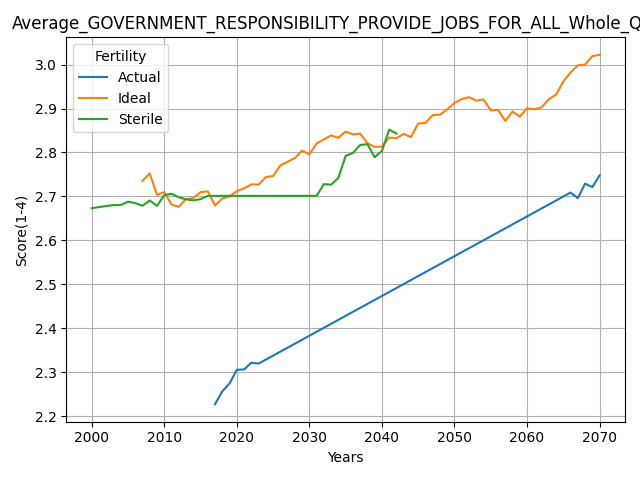 Average_GOVERNMENT_RESPONSIBILITY_PROVIDE_JOBS_FOR_ALL_Whole_Q
Fertility
Actual
Ideal
Sterile
3.0
2.9
2.8
2.7
2.6
2.5
2.4
2.3
2.2
Score(1-4)
2000 2010 2020 2030 2040 2050 2060 2070
Years